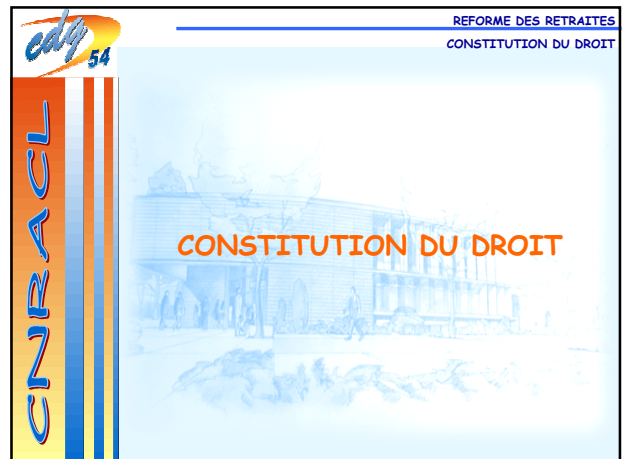 cdg
54
REFORME DES RETRAITES
CONSTITUTION DU DROIT
CNRACL
CONSTITUTION DU DROIT